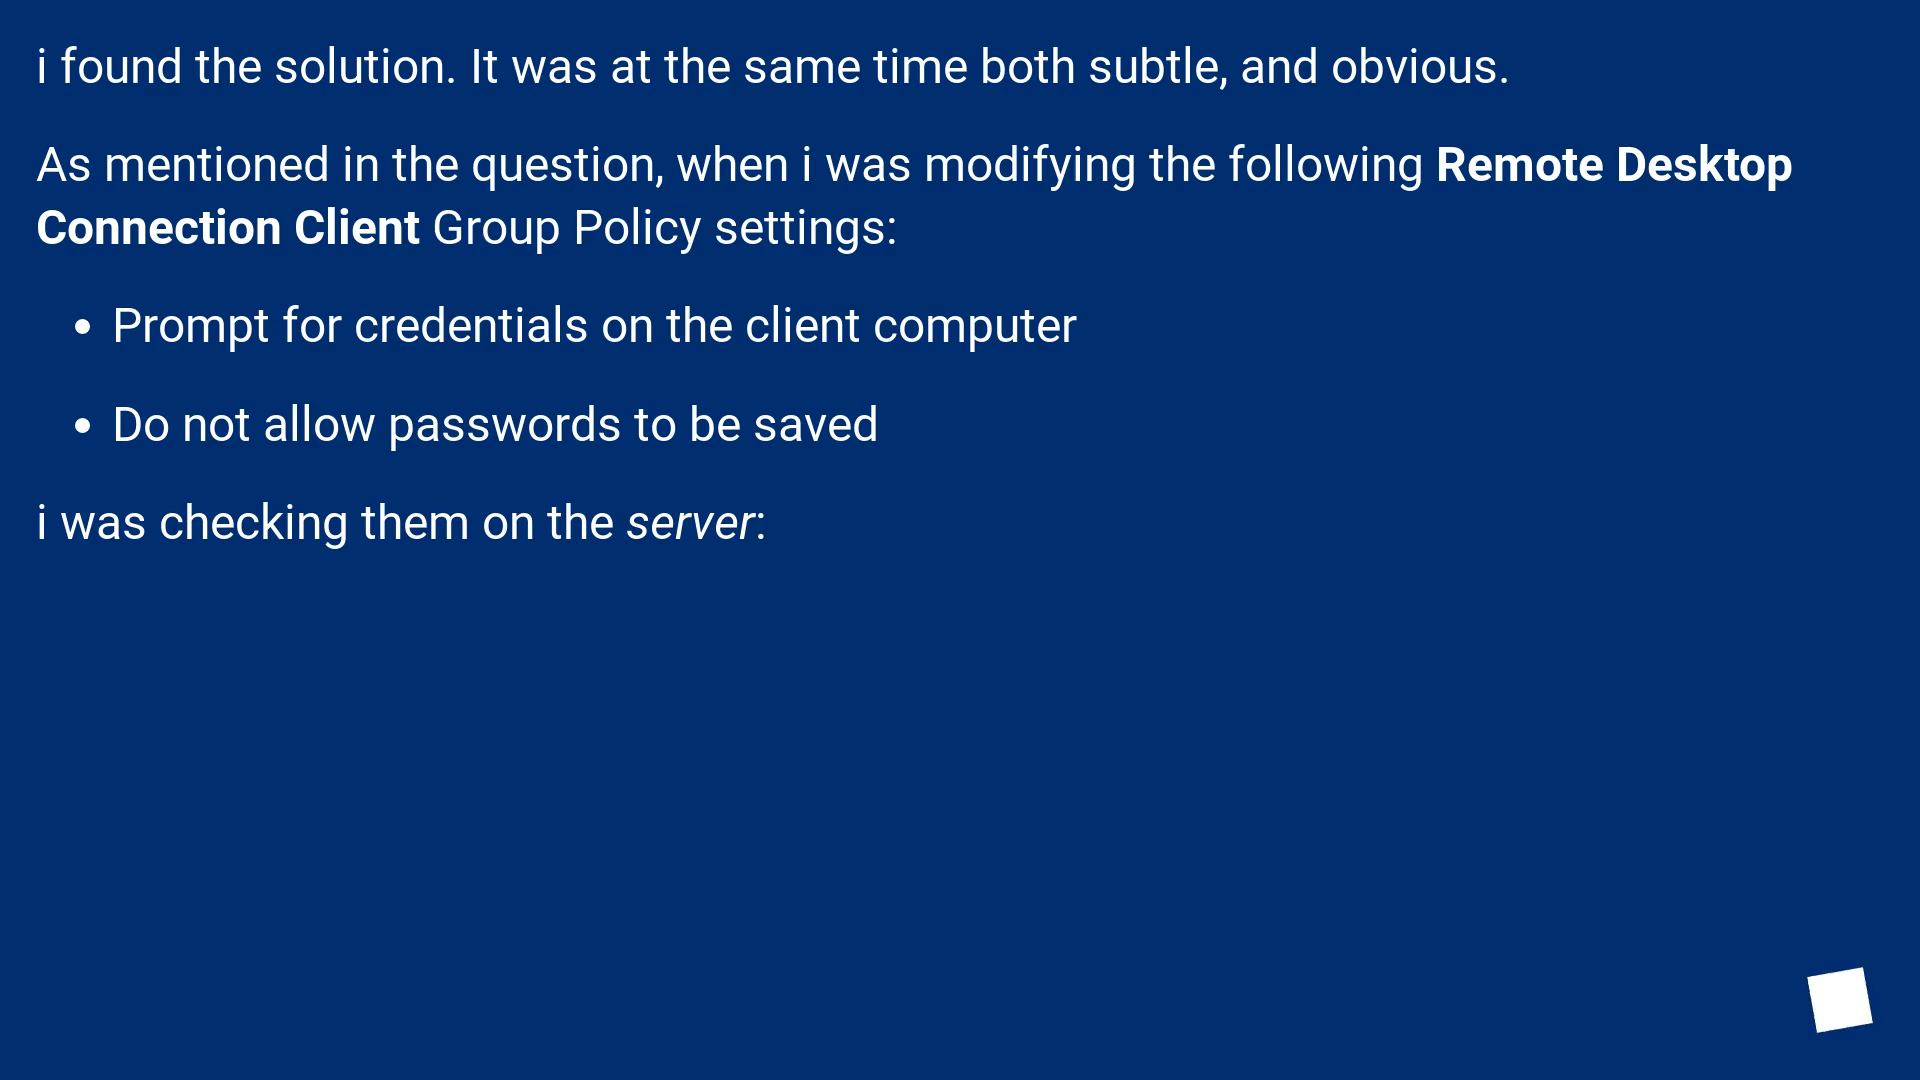 i found the solution. It was at the same time both subtle, and obvious.
As mentioned in the question, when i was modifying the following Remote Desktop
Connection Client Group Policy settings:
• Prompt for credentials on the client computer
• Do not allow passwords to be saved
i was checking them on the server: